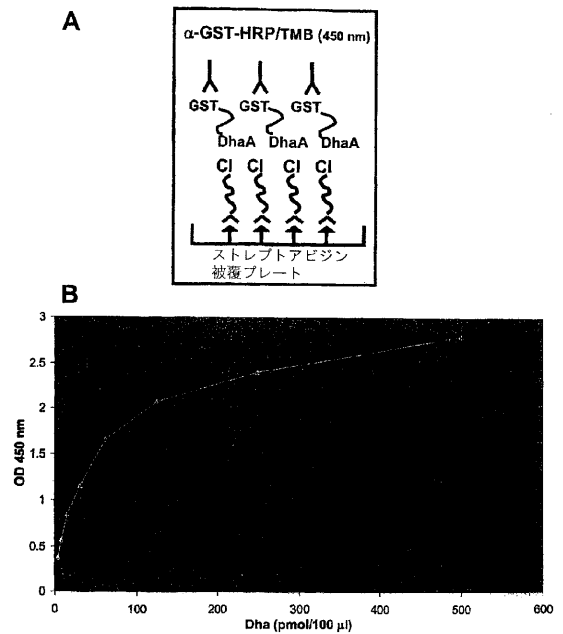 A
α-GST-HRP/TMB (450 nm)
GST GST GST
DhaA DhaA DhaA
Cl Cl Cl Cl
ストレプトアビジン
被覆プレート
B
3
2.5
2
1.5
1
0.5
0
OD 450 nm
0 100 200 300 400 500 600
Dha (pmol/100 µl)